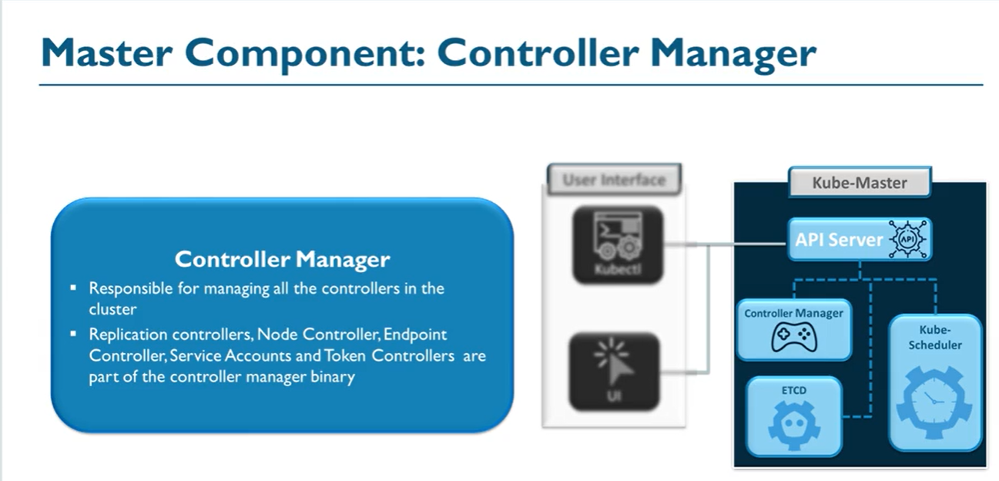 Master Component: Controller Manager
Controller Manager
▪ Responsible for managing all the controllers in the
cluster
▪ Replication controllers, Node Controller, Endpoint
Controller, Service Accounts and Token Controllers are
part of the controller manager binary
User Interface
Kubectl
UI
Kube-Master
API Server
API
Controller Manager
Kube-
Scheduler
ETCD